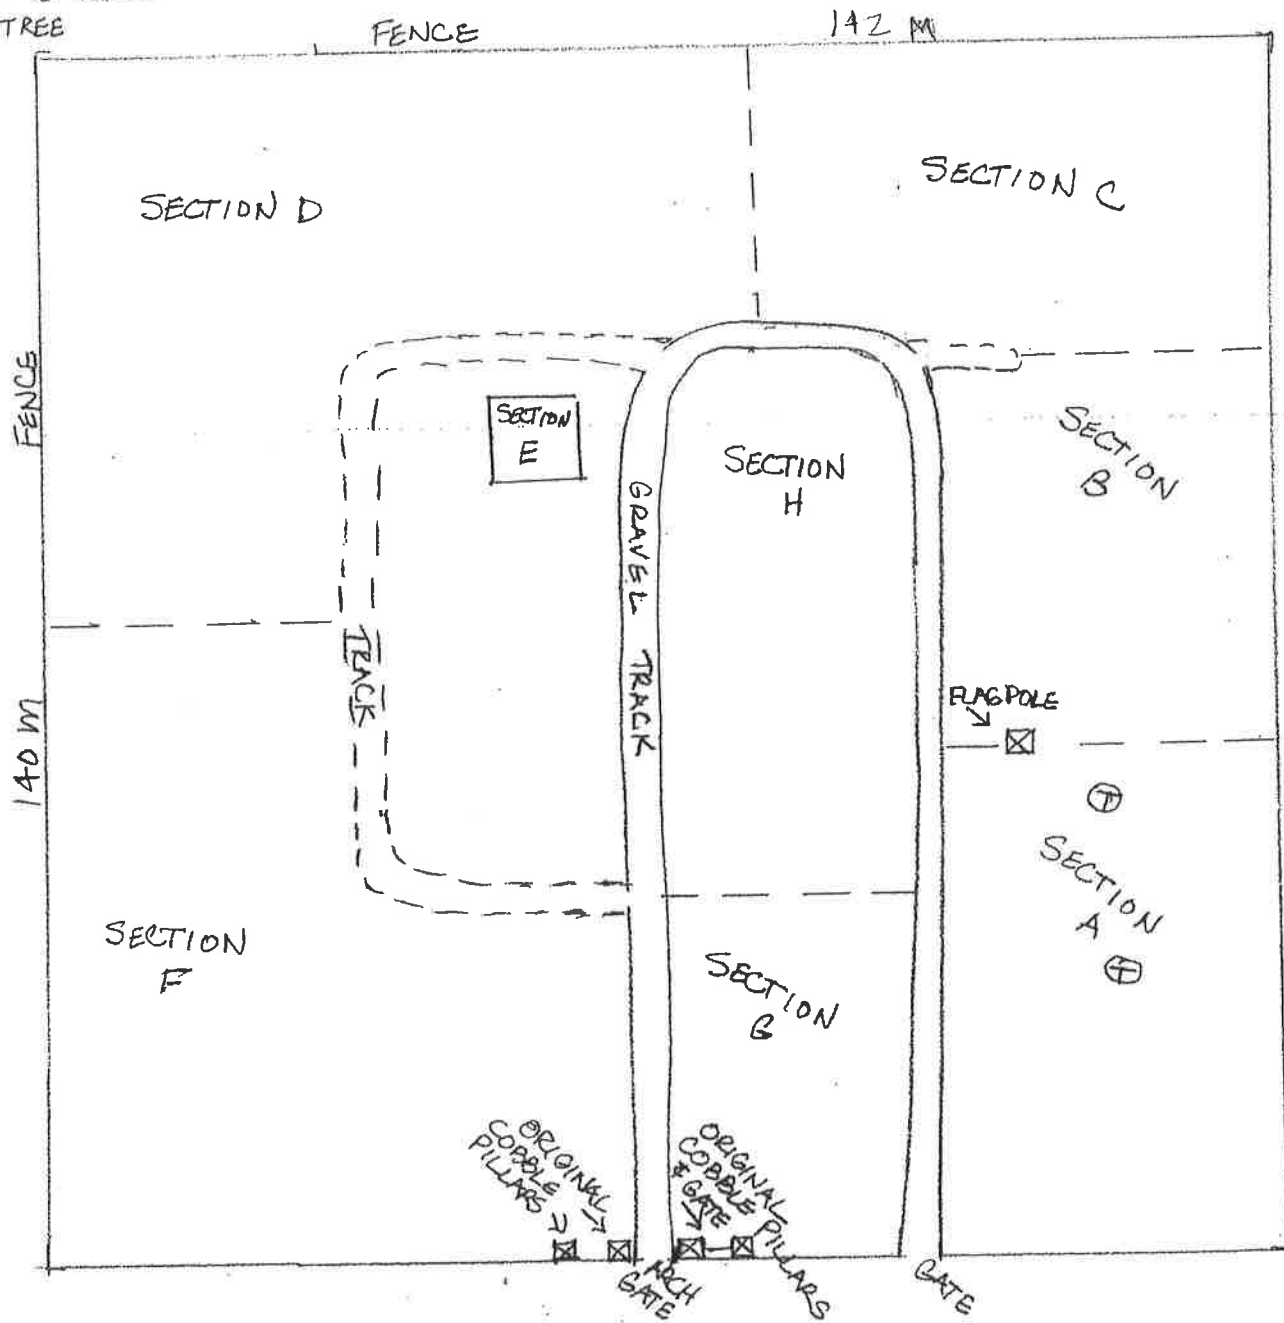 TREE
FENCE
142 M
SECTION D
SECTION C
FENCE
SECTION
E
SECTION
H
SECTION
B
GRAVEL TRACK
TRACK
FLAGPOLE
140 M
T
SECTION
A
T
SECTION
F
SECTION
G
ORIGINAL
COBBLE
PILLARS
ORIGINAL
COBBLE PILLARS
& GATE
ARCH
GATE
GATE